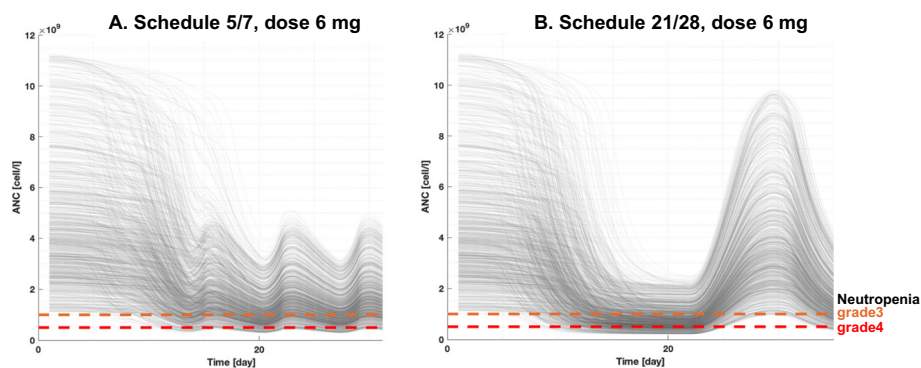 A. Schedule 5/7, dose 6 mg
B. Schedule 21/28, dose 6 mg
×10⁹
12
10
8
6
4
2
0
ANC [cell/l]
0
20
Time [day]
×10⁹
12
10
8
6
4
2
0
ANC [cell/l]
0
20
Time [day]
Neutropenia
grade3
grade4